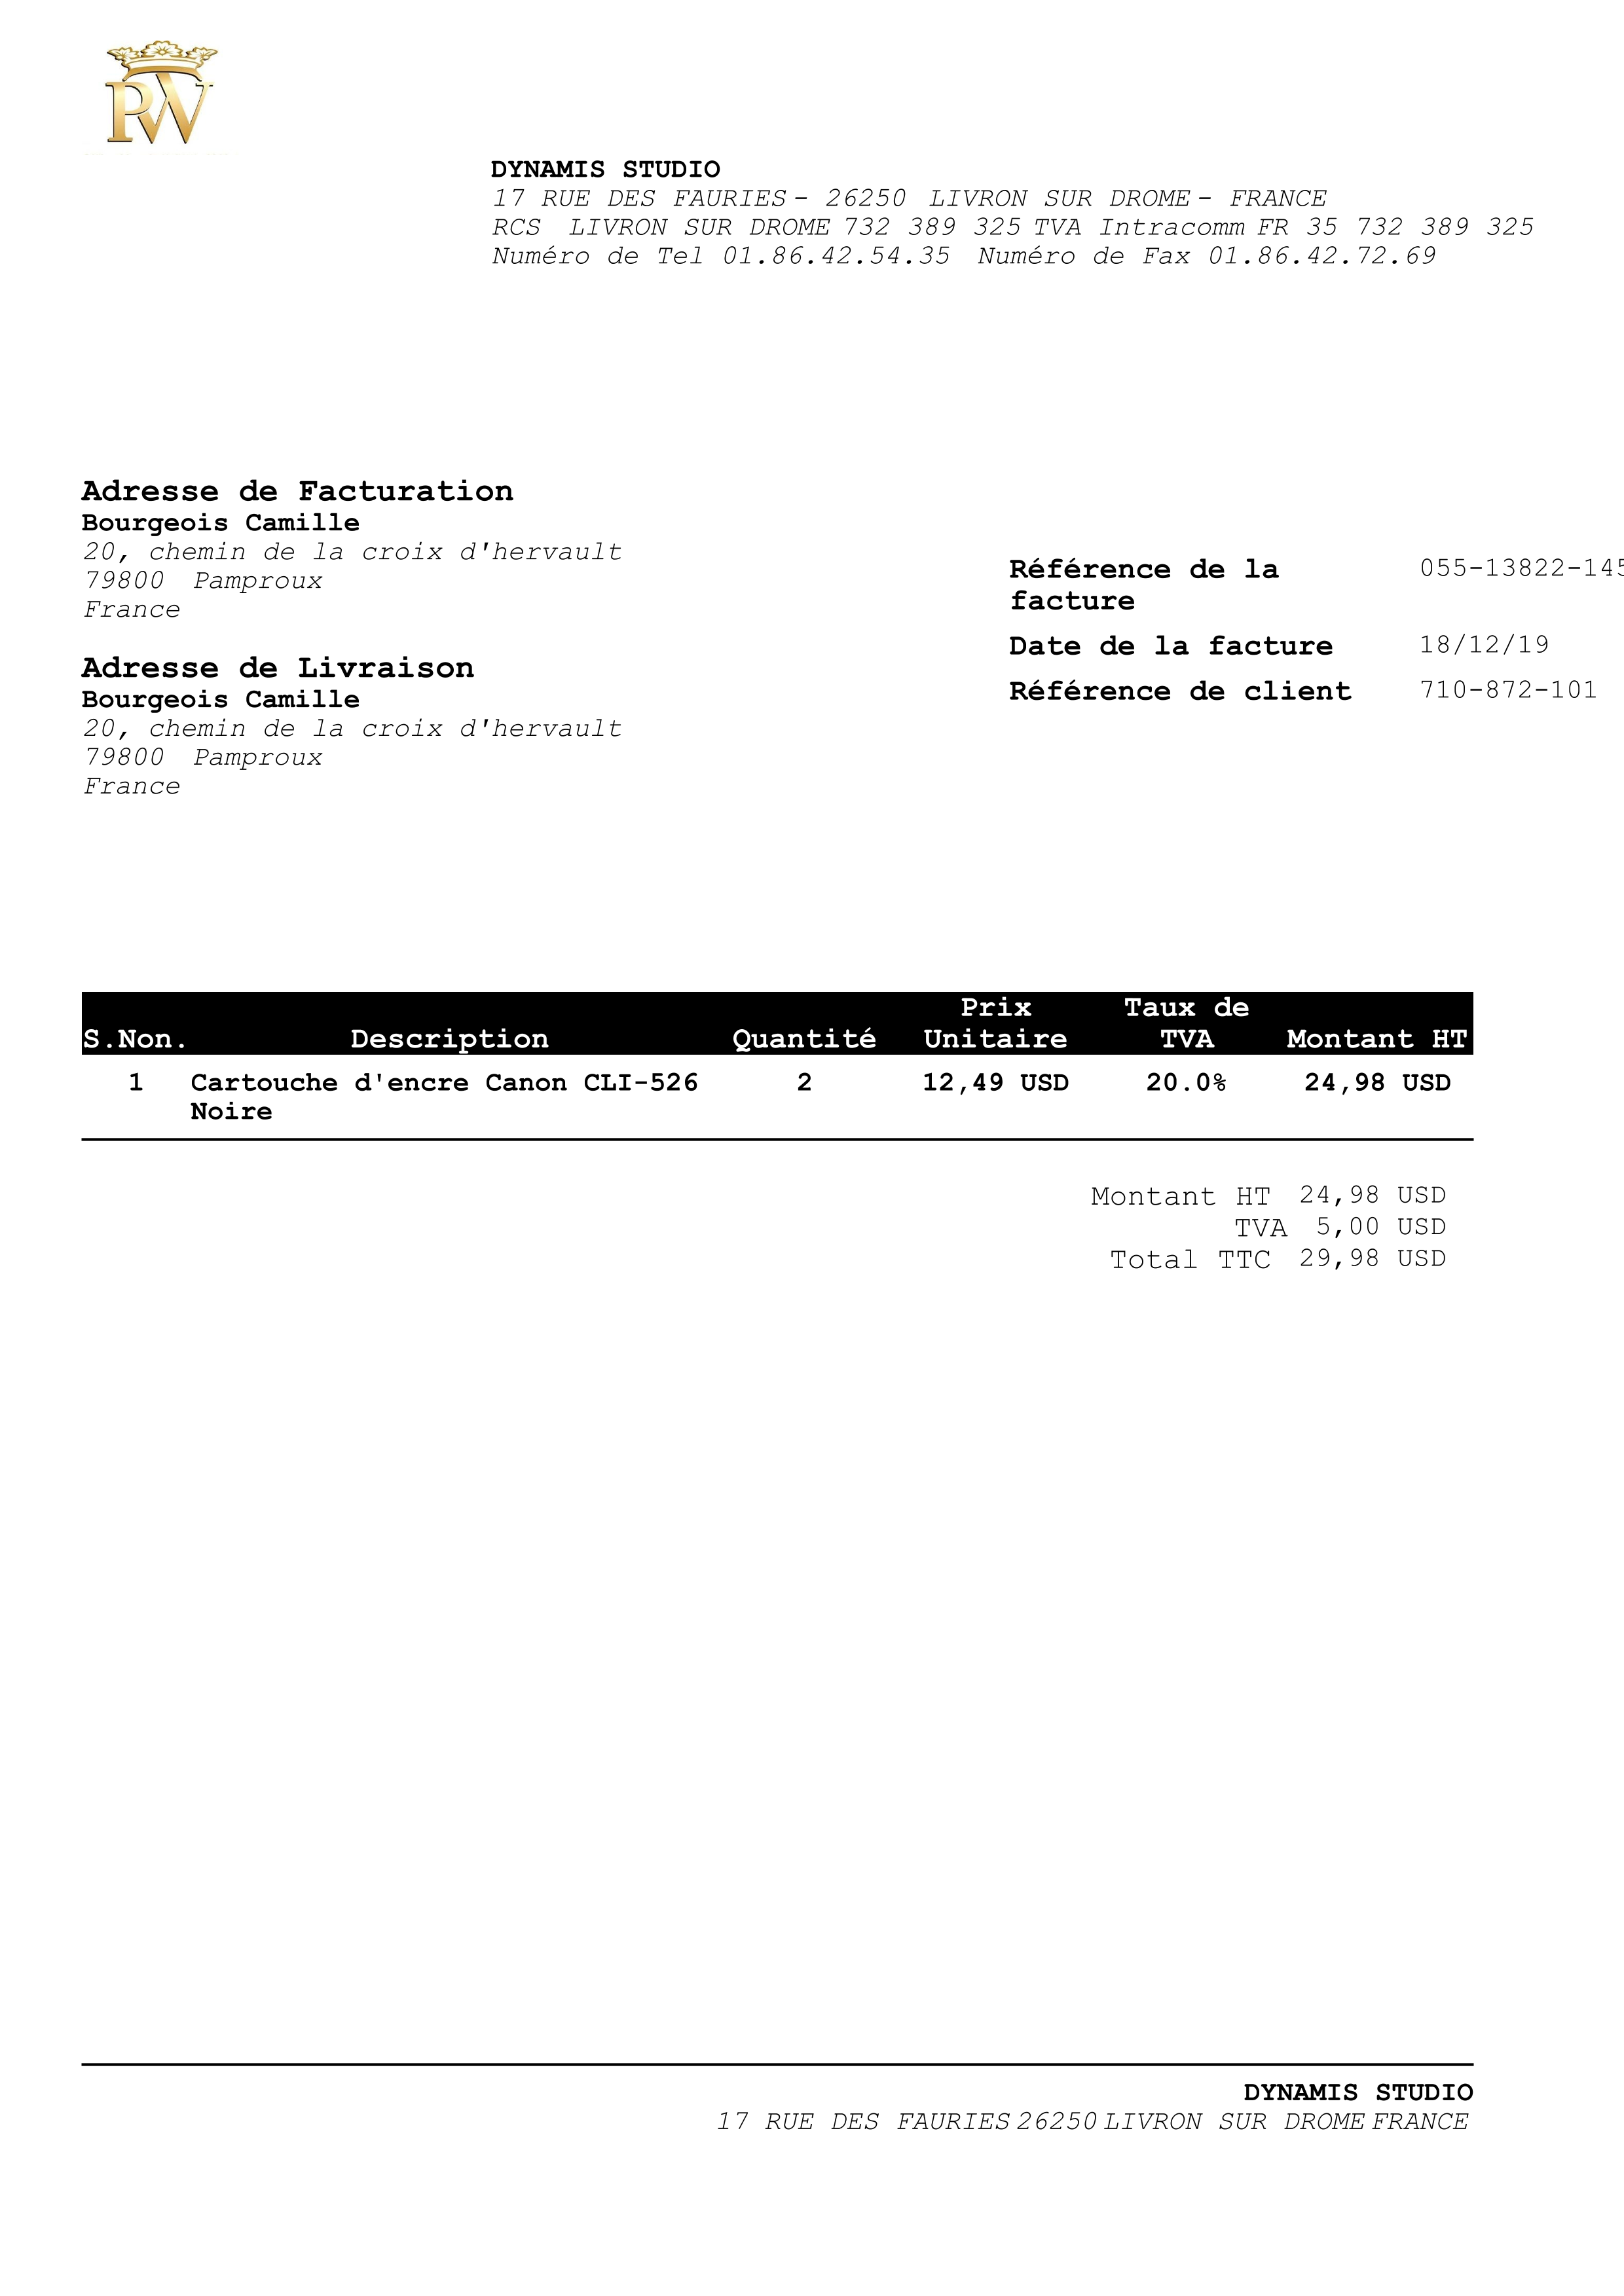 PW
DYNAMIS STUDIO
17 RUE DES FAURIES - 26250 LIVRON SUR DROME - FRANCE
RCS LIVRON SUR DROME 732 389 325 TVA Intracomm FR 35 732 389 325
Numéro de Tel 01.86.42.54.35 Numéro de Fax 01.86.42.72.69
Adresse de Facturation
Bourgeois Camille
20, chemin de la croix d'hervault
79800 Pamproux
France
Adresse de Livraison
Bourgeois Camille
20, chemin de la croix d'hervault
79800 Pamproux
France
Référence de la 055-13822-145
facture
Date de la facture 18/12/19
Référence de client 710-872-101
Prix Taux de
S.Non. Description Quantité Unitaire TVA Montant HT
1 Cartouche d'encre Canon CLI-526 2 12,49 USD 20.0% 24,98 USD
Noire
Montant HT 24,98 USD
TVA 5,00 USD
Total TTC 29,98 USD
DYNAMIS STUDIO
17 RUE DES FAURIES 26250 LIVRON SUR DROME FRANCE